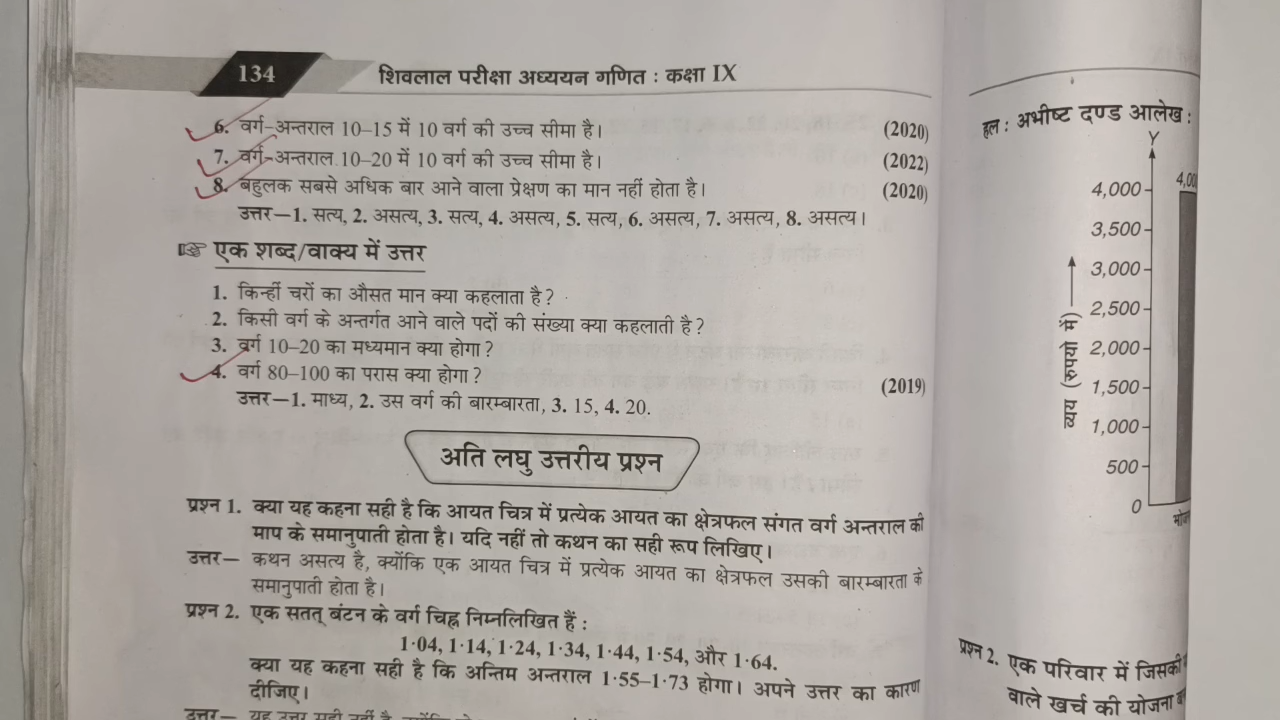 134
शिवलाल परीक्षा अध्ययन गणित : कक्षा IX
6. वर्ग-अन्तराल 10–15 में 10 वर्ग की उच्च सीमा है। (2020)
7. वर्ग-अन्तराल 10–20 में 10 वर्ग की उच्च सीमा है। (2022)
8. बहुलक सबसे अधिक बार आने वाला प्रेक्षण का मान नहीं होता है। (2020)
उत्तर—1. सत्य, 2. असत्य, 3. सत्य, 4. असत्य, 5. सत्य, 6. असत्य, 7. असत्य, 8. असत्य।
☞ एक शब्द/वाक्य में उत्तर
1. किन्हीं चरों का औसत मान क्या कहलाता है?
2. किसी वर्ग के अन्तर्गत आने वाले पदों की संख्या क्या कहलाती है?
3. वर्ग 10–20 का मध्यमान क्या होगा?
4. वर्ग 80–100 का परास क्या होगा? (2019)
उत्तर—1. माध्य, 2. उस वर्ग की बारम्बारता, 3. 15, 4. 20.
अति लघु उत्तरीय प्रश्न
प्रश्न 1. क्या यह कहना सही है कि आयत चित्र में प्रत्येक आयत का क्षेत्रफल संगत वर्ग अन्तराल की
माप के समानुपाती होता है। यदि नहीं तो कथन का सही रूप लिखिए।
उत्तर— कथन असत्य है, क्योंकि एक आयत चित्र में प्रत्येक आयत का क्षेत्रफल उसकी बारम्बारता के
समानुपाती होता है।
प्रश्न 2. एक सतत् बंटन के वर्ग चिह्न निम्नलिखित हैं :
1·04, 1·14, 1·24, 1·34, 1·44, 1·54, और 1·64.
क्या यह कहना सही है कि अन्तिम अन्तराल 1·55–1·73 होगा। अपने उत्तर का कारण
दीजिए।
उत्तर— यह उत्तर सही नहीं है, क्योंकि
हल : अभीष्ट दण्ड आलेख :
Y
4,000
4,00
3,500
3,000
2,500
2,000
1,500
1,000
500
0
व्यय (रुपयों में)
प्रश्न 2. एक परिवार में जिसकी
वाले खर्च की योजना